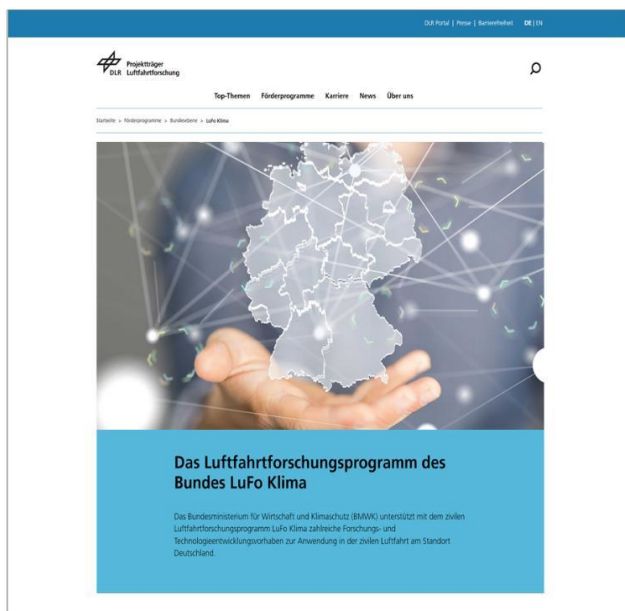 DLR Portal | Presse | Barrierefreiheit DE | EN
Projektträger
DLR Luftfahrtforschung
Top-Themen Förderprogramme Karriere News Über uns
Startseite > Förderprogramme > Bundesebene > LuFo Klima
Das Luftfahrtforschungsprogramm des
Bundes LuFo Klima
Das Bundesministerium für Wirtschaft und Klimaschutz (BMWK) unterstützt mit dem zivilen
Luftfahrtforschungsprogramm LuFo Klima zahlreiche Forschungs- und
Technologieentwicklungsvorhaben zur Anwendung in der zivilen Luftfahrt am Standort
Deutschland.